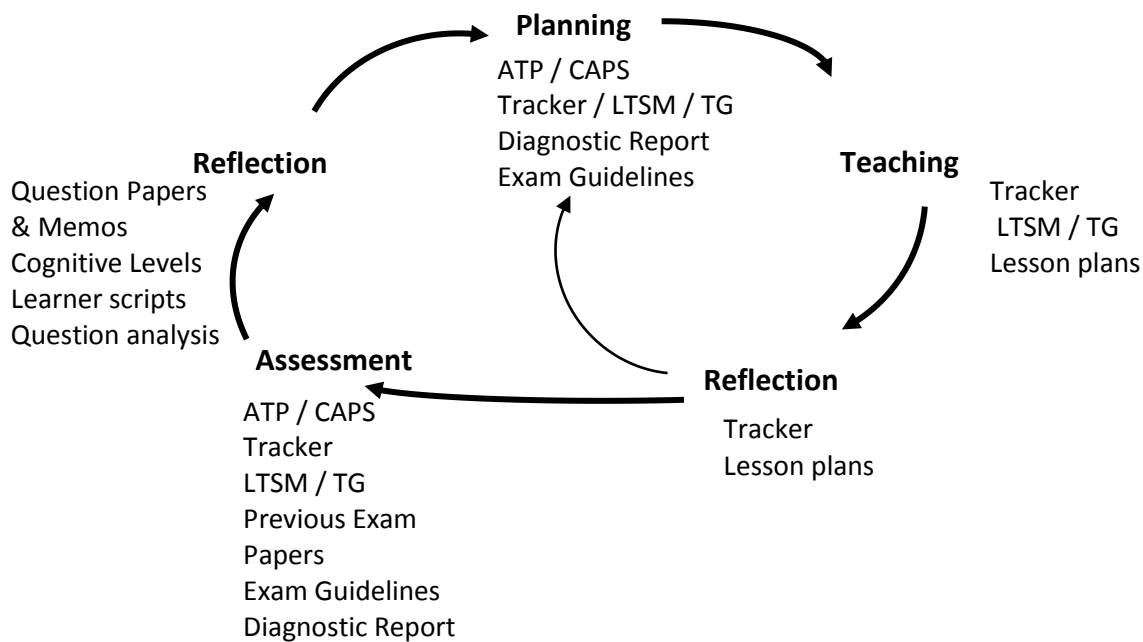 Planning
ATP / CAPS
Tracker / LTSM / TG
Diagnostic Report
Exam Guidelines
Teaching
Tracker
LTSM / TG
Lesson plans
Reflection
Tracker
Lesson plans
Assessment
ATP / CAPS
Tracker
LTSM / TG
Previous Exam
Papers
Exam Guidelines
Diagnostic Report
Reflection
Question Papers
& Memos
Cognitive Levels
Learner scripts
Question analysis